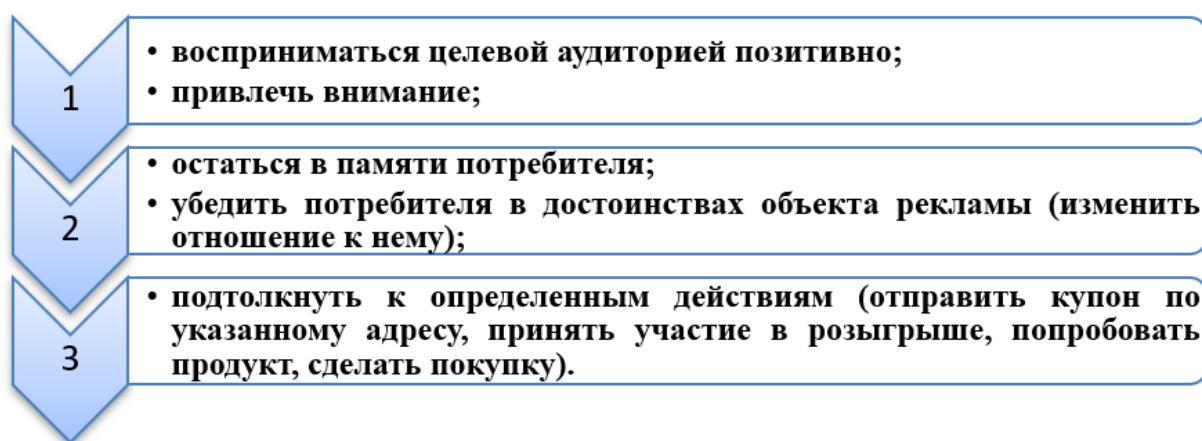 1
• восприниматься целевой аудиторией позитивно;
• привлечь внимание;
2
• остаться в памяти потребителя;
• убедить потребителя в достоинствах объекта рекламы (изменить
отношение к нему);
3
• подтолкнуть к определенным действиям (отправить купон по
указанному адресу, принять участие в розыгрыше, попробовать
продукт, сделать покупку).